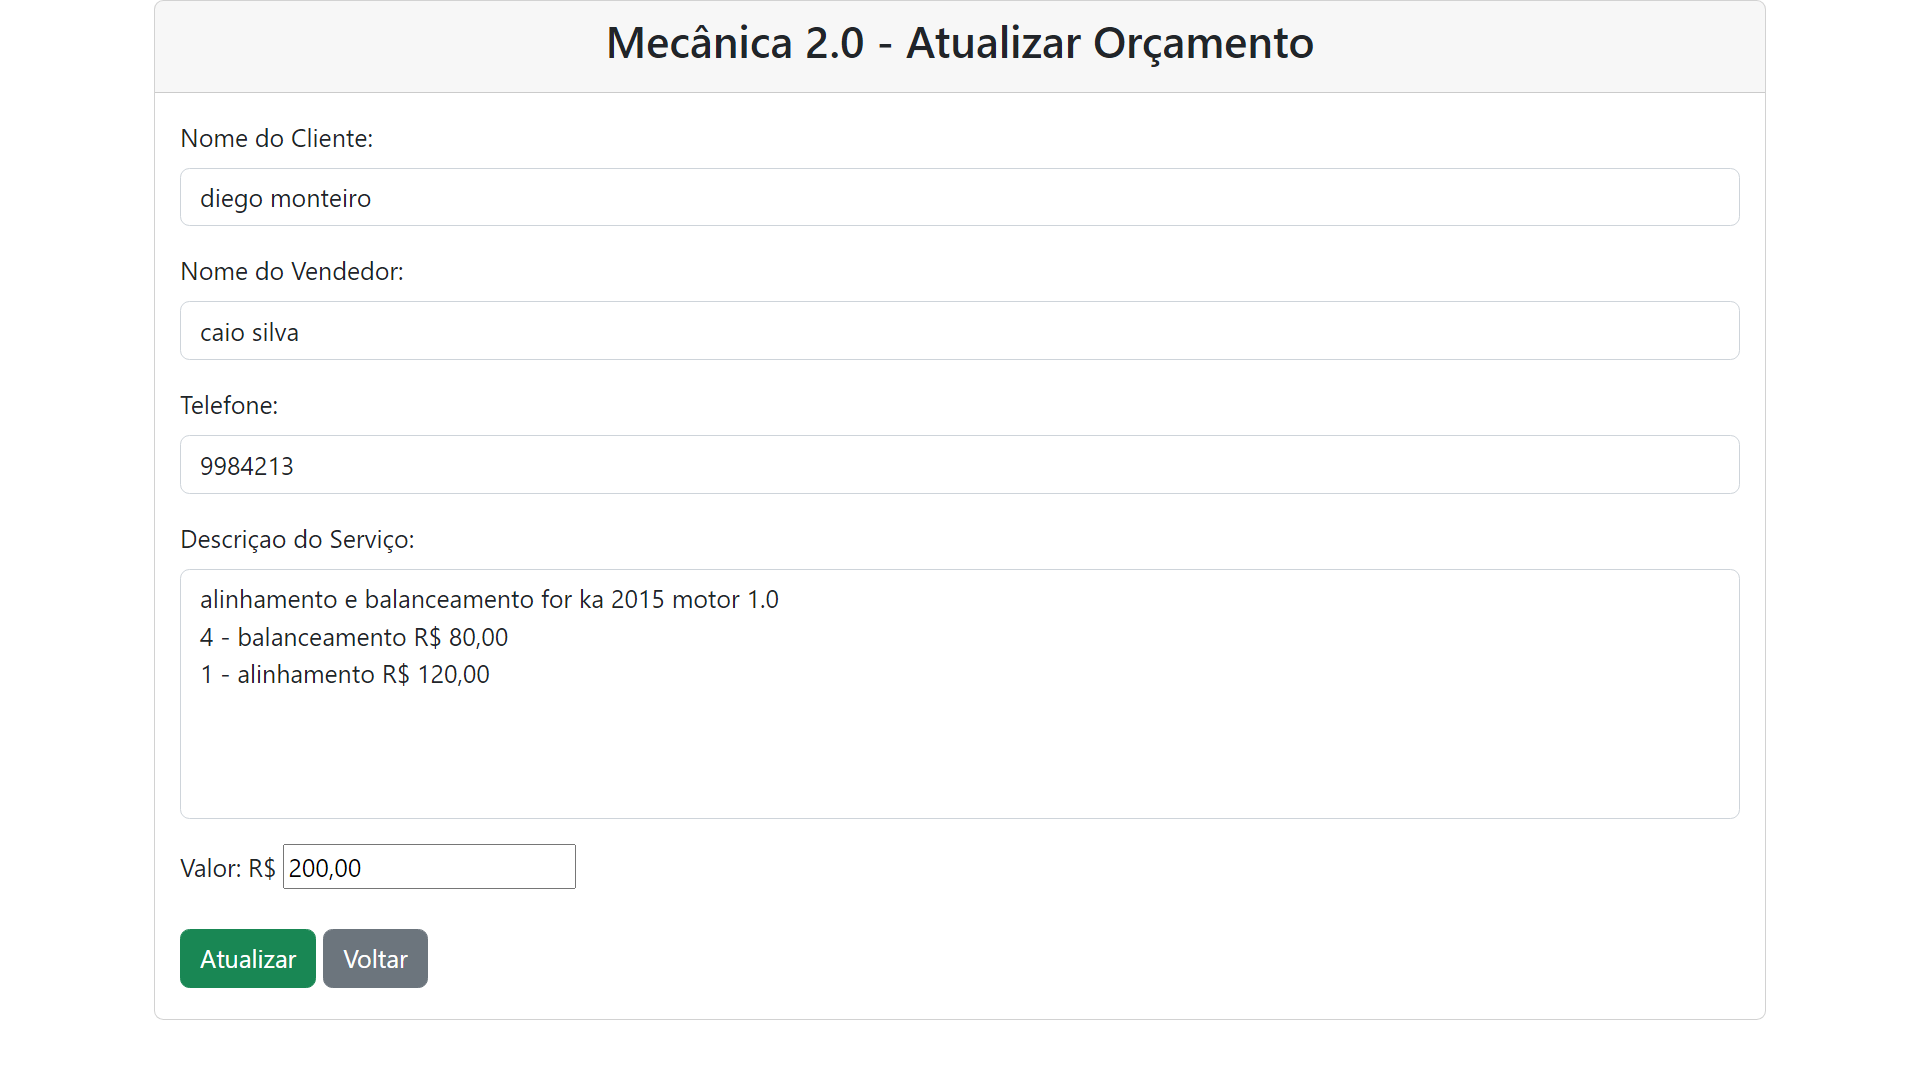 Mecânica 2.0 - Atualizar Orçamento
Nome do Cliente:
diego monteiro
Nome do Vendedor:
caio silva
Telefone:
9984213
Descriçao do Serviço:
alinhamento e balanceamento for ka 2015 motor 1.0
4 - balanceamento R$ 80,00
1 - alinhamento R$ 120,00
Valor: R$ 200,00
Atualizar Voltar